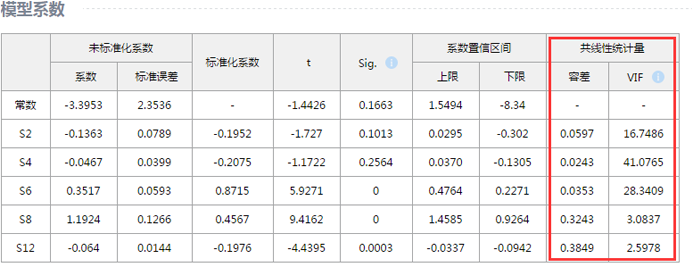 模型系数
未标准化系数 标准化系数 t Sig. 系数置信区间 共线性统计量
系数 标准误差 上限 下限 容差 VIF
常数 -3.3953 2.3536 - -1.4426 0.1663 1.5494 -8.34 - -
S2 -0.1363 0.0789 -0.1952 -1.727 0.1013 0.0295 -0.302 0.0597 16.7486
S4 -0.0467 0.0399 -0.2075 -1.1722 0.2564 0.0370 -0.1305 0.0243 41.0765
S6 0.3517 0.0593 0.8715 5.9271 0 0.4764 0.2271 0.0353 28.3409
S8 1.1924 0.1266 0.4567 9.4162 0 1.4585 0.9264 0.3243 3.0837
S12 -0.064 0.0144 -0.1976 -4.4395 0.0003 -0.0337 -0.0942 0.3849 2.5978